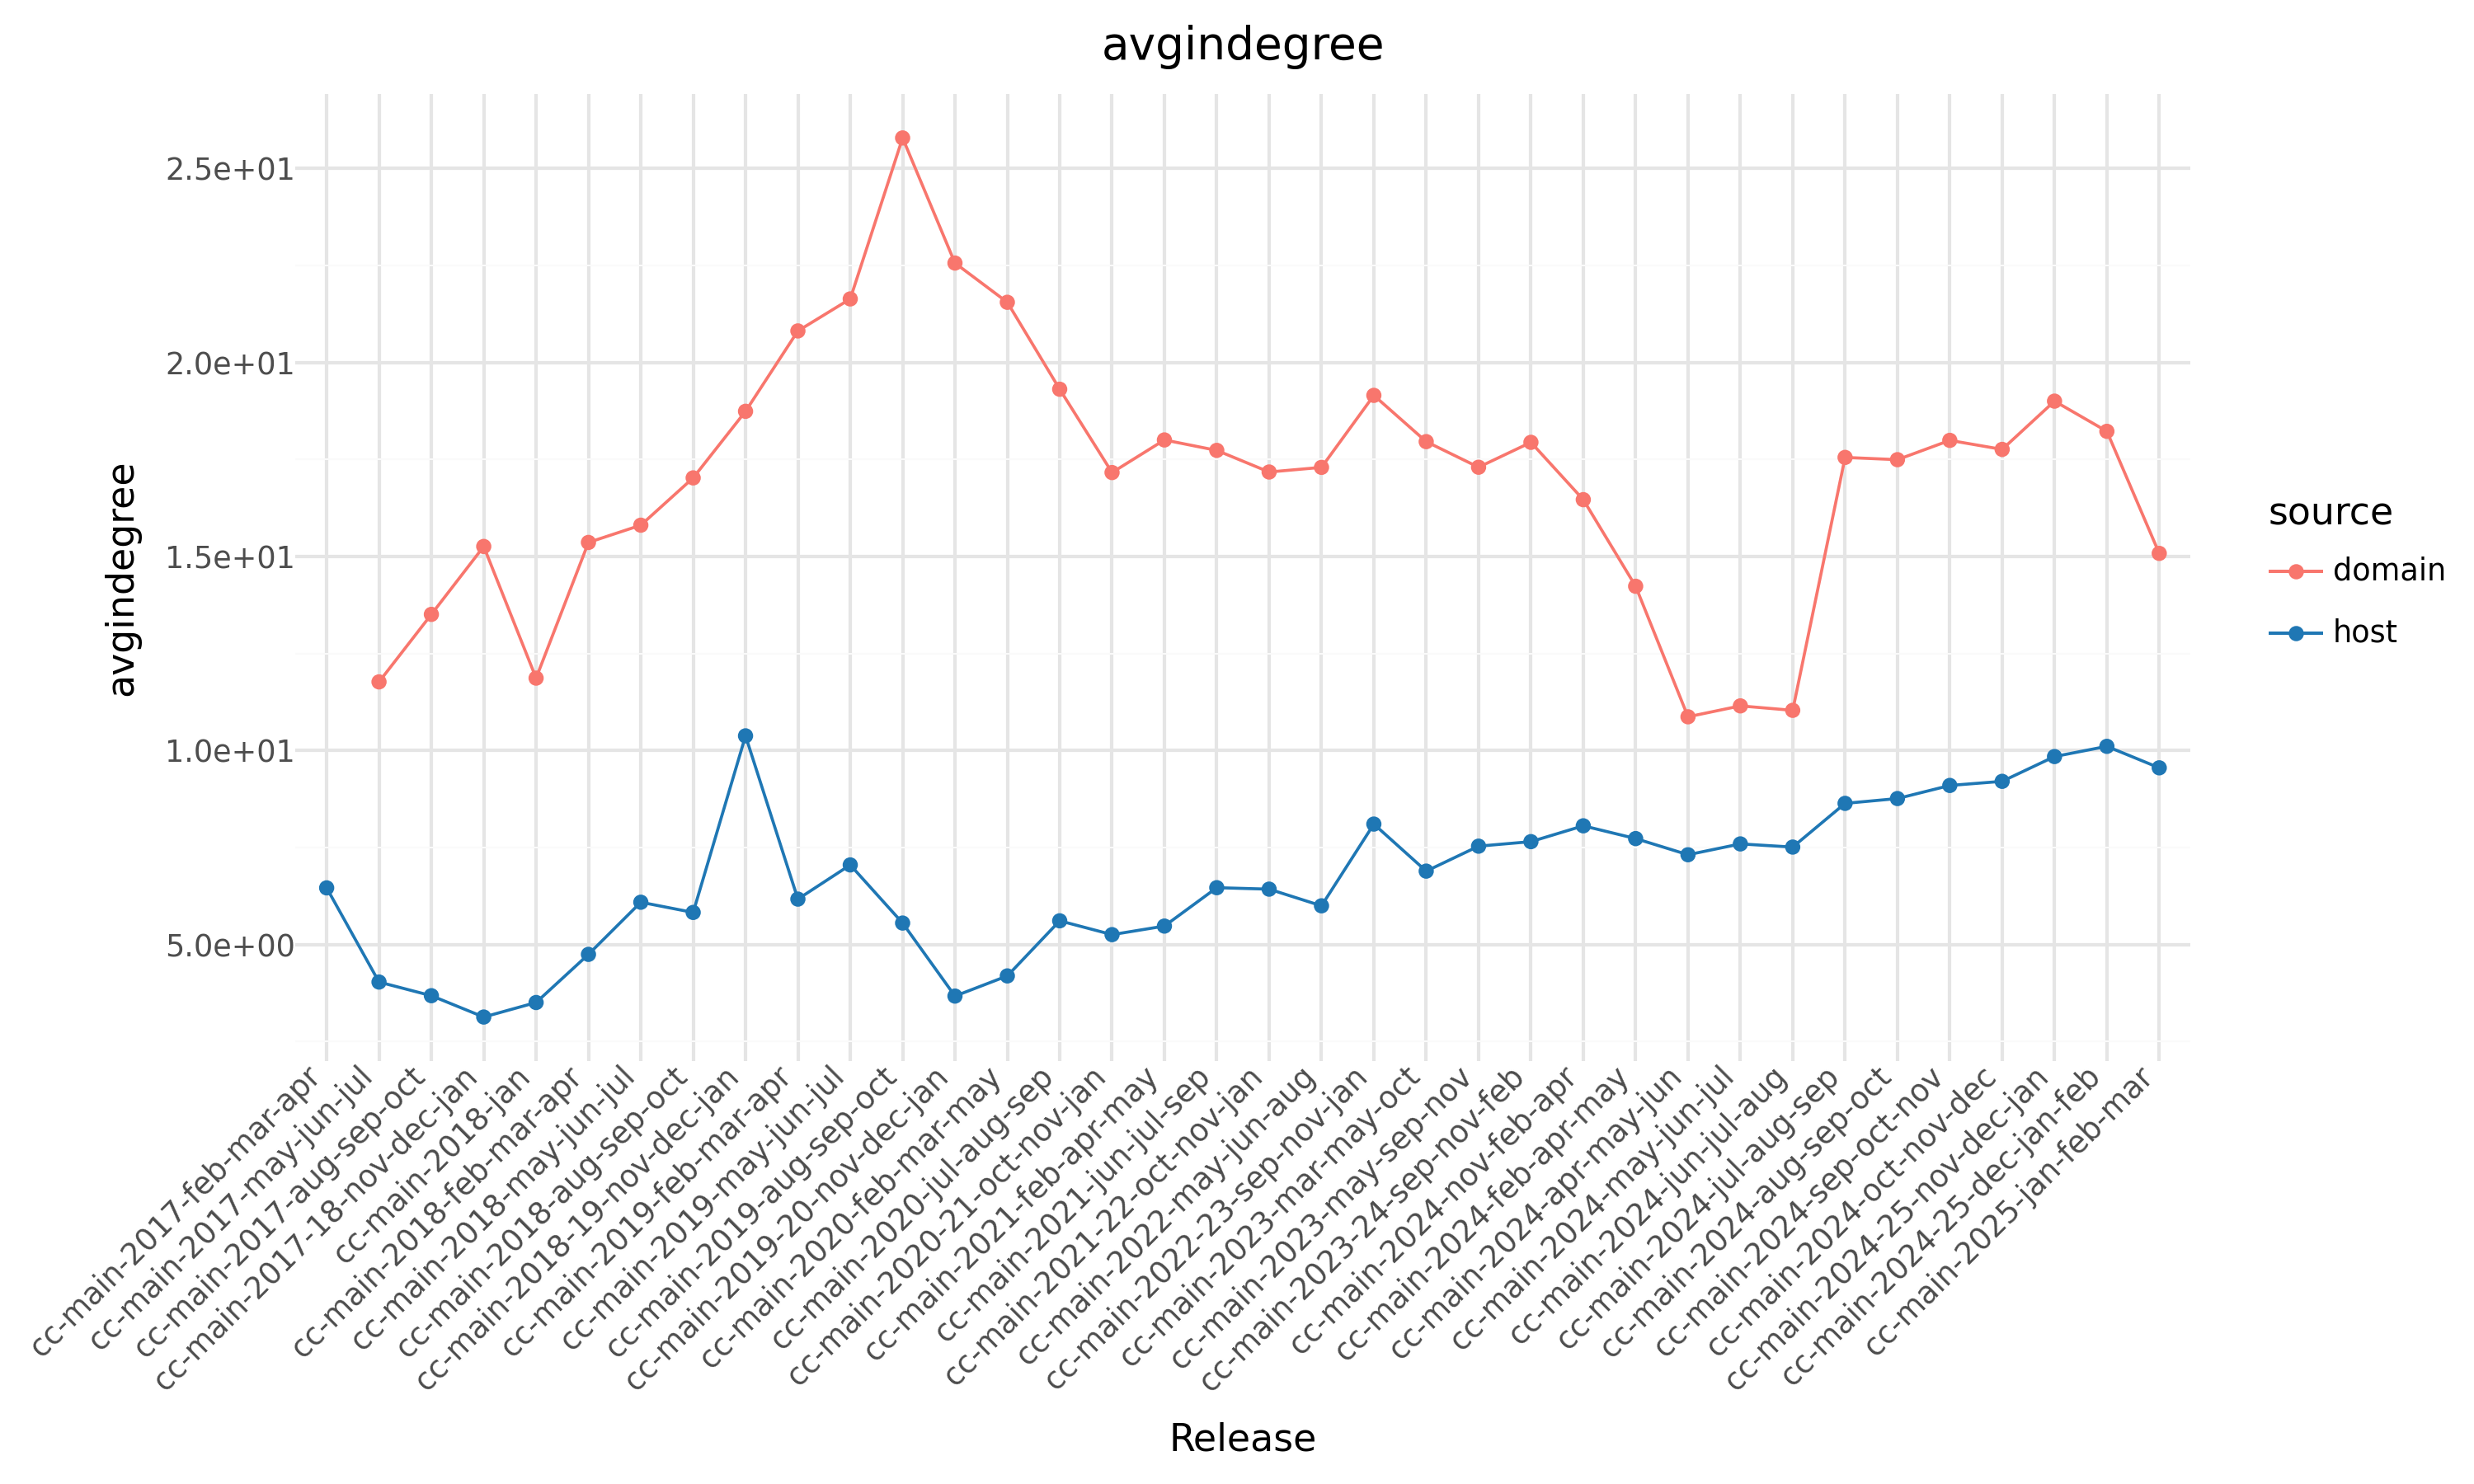 avgindegree
avgindegree
2.5e+01
2.0e+01
1.5e+01
1.0e+01
5.0e+00
source
domain
host
cc-main-2017-feb-mar-apr
cc-main-2017-may-jun-jul
cc-main-2017-aug-sep-oct
cc-main-2017-18-nov-dec-jan
cc-main-2018-jan
cc-main-2018-feb-mar-apr
cc-main-2018-may-jun-jul
cc-main-2018-aug-sep-oct
cc-main-2018-19-nov-dec-jan
cc-main-2019-feb-mar-apr
cc-main-2019-may-jun-jul
cc-main-2019-aug-sep-oct
cc-main-2019-20-nov-dec-jan
cc-main-2020-feb-mar-may
cc-main-2020-jul-aug-sep
cc-main-2020-21-oct-nov-jan
cc-main-2021-feb-apr-may
cc-main-2021-jun-jul-sep
cc-main-2021-22-oct-nov-jan
cc-main-2022-may-jun-aug
cc-main-2022-23-sep-nov-jan
cc-main-2023-mar-may-oct
cc-main-2023-may-sep-nov
cc-main-2023-24-sep-nov-feb
cc-main-2024-nov-feb-apr
cc-main-2024-feb-apr-may
cc-main-2024-apr-may-jun
cc-main-2024-may-jun-jul
cc-main-2024-jun-jul-aug
cc-main-2024-jul-aug-sep
cc-main-2024-aug-sep-oct
cc-main-2024-sep-oct-nov
cc-main-2024-oct-nov-dec
cc-main-2024-25-nov-dec-jan
cc-main-2024-25-dec-jan-feb
cc-main-2025-jan-feb-mar
Release